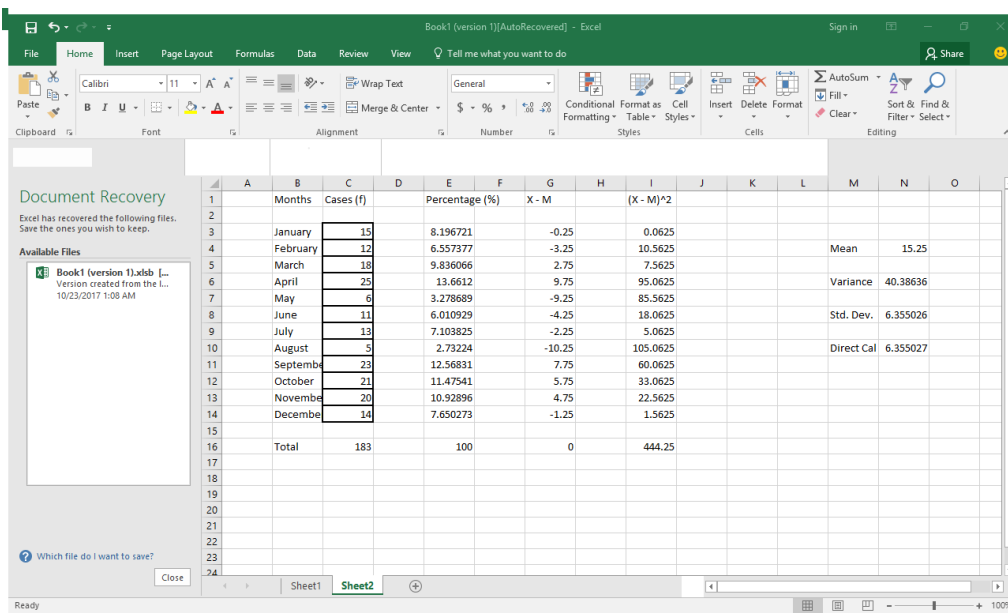 Book1 (version 1)[AutoRecovered] - Excel
Sign in
File Home Insert Page Layout Formulas Data Review View Tell me what you want to do Share
Calibri 11 A A Wrap Text General AutoSum
Paste B I U A Merge & Center $ % , Conditional Format as Cell Insert Delete Format Fill Sort & Find &
Formatting Table Styles Clear Filter Select
Clipboard Font Alignment Number Styles Cells Editing
Document Recovery
Excel has recovered the following files.
Save the ones you wish to keep.
Available Files
Book1 (version 1).xlsb [...
Version created from the l...
10/23/2017 1:08 AM
Which file do I want to save?
Close
A B C D E F G H I J K L M N O
1 Months Cases (f) Percentage (%) X - M (X - M)^2
2
3 January 15 8.196721 -0.25 0.0625
4 February 12 6.557377 -3.25 10.5625 Mean 15.25
5 March 18 9.836066 2.75 7.5625
6 April 25 13.6612 9.75 95.0625 Variance 40.38636
7 May 6 3.278689 -9.25 85.5625
8 June 11 6.010929 -4.25 18.0625 Std. Dev. 6.355026
9 July 13 7.103825 -2.25 5.0625
10 August 5 2.73224 -10.25 105.0625 Direct Cal 6.355027
11 Septembe 23 12.56831 7.75 60.0625
12 October 21 11.47541 5.75 33.0625
13 Novembe 20 10.92896 4.75 22.5625
14 Decembe 14 7.650273 -1.25 1.5625
15
16 Total 183 100 0 444.25
17
18
19
20
21
22
23
24
Sheet1 Sheet2
Ready
100